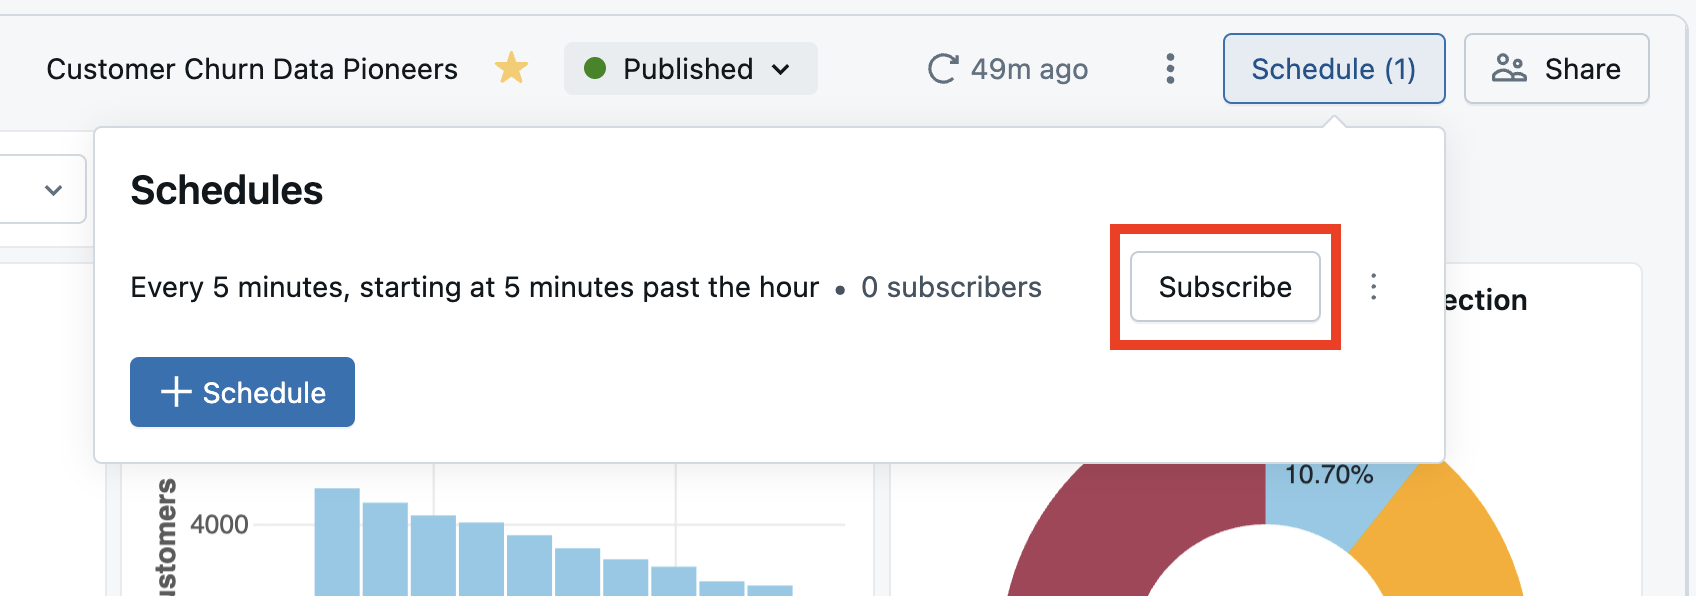 Customer Churn Data Pioneers
Published
49m ago
Schedule (1)
Share
Schedules
Every 5 minutes, starting at 5 minutes past the hour • 0 subscribers
Subscribe
+ Schedule
ection
ustomers
4000
10.70%